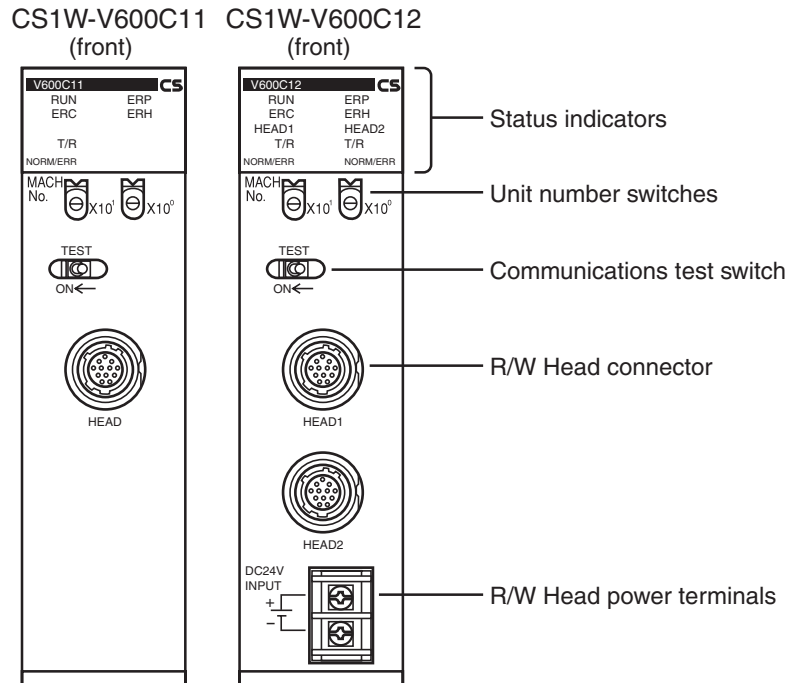 CS1W-V600C11 CS1W-V600C12
(front) (front)
V600C11 CS
RUN ERP
ERC ERH
T/R
NORM/ERR
MACH
No.
X10¹ X10⁰
TEST
ON←
HEAD
V600C12 CS
RUN ERP
ERC ERH
HEAD1 HEAD2
T/R T/R
NORM/ERR NORM/ERR
MACH
No.
X10¹ X10⁰
TEST
ON←
HEAD1
HEAD2
DC24V
INPUT
+
−
Status indicators
Unit number switches
Communications test switch
R/W Head connector
R/W Head power terminals